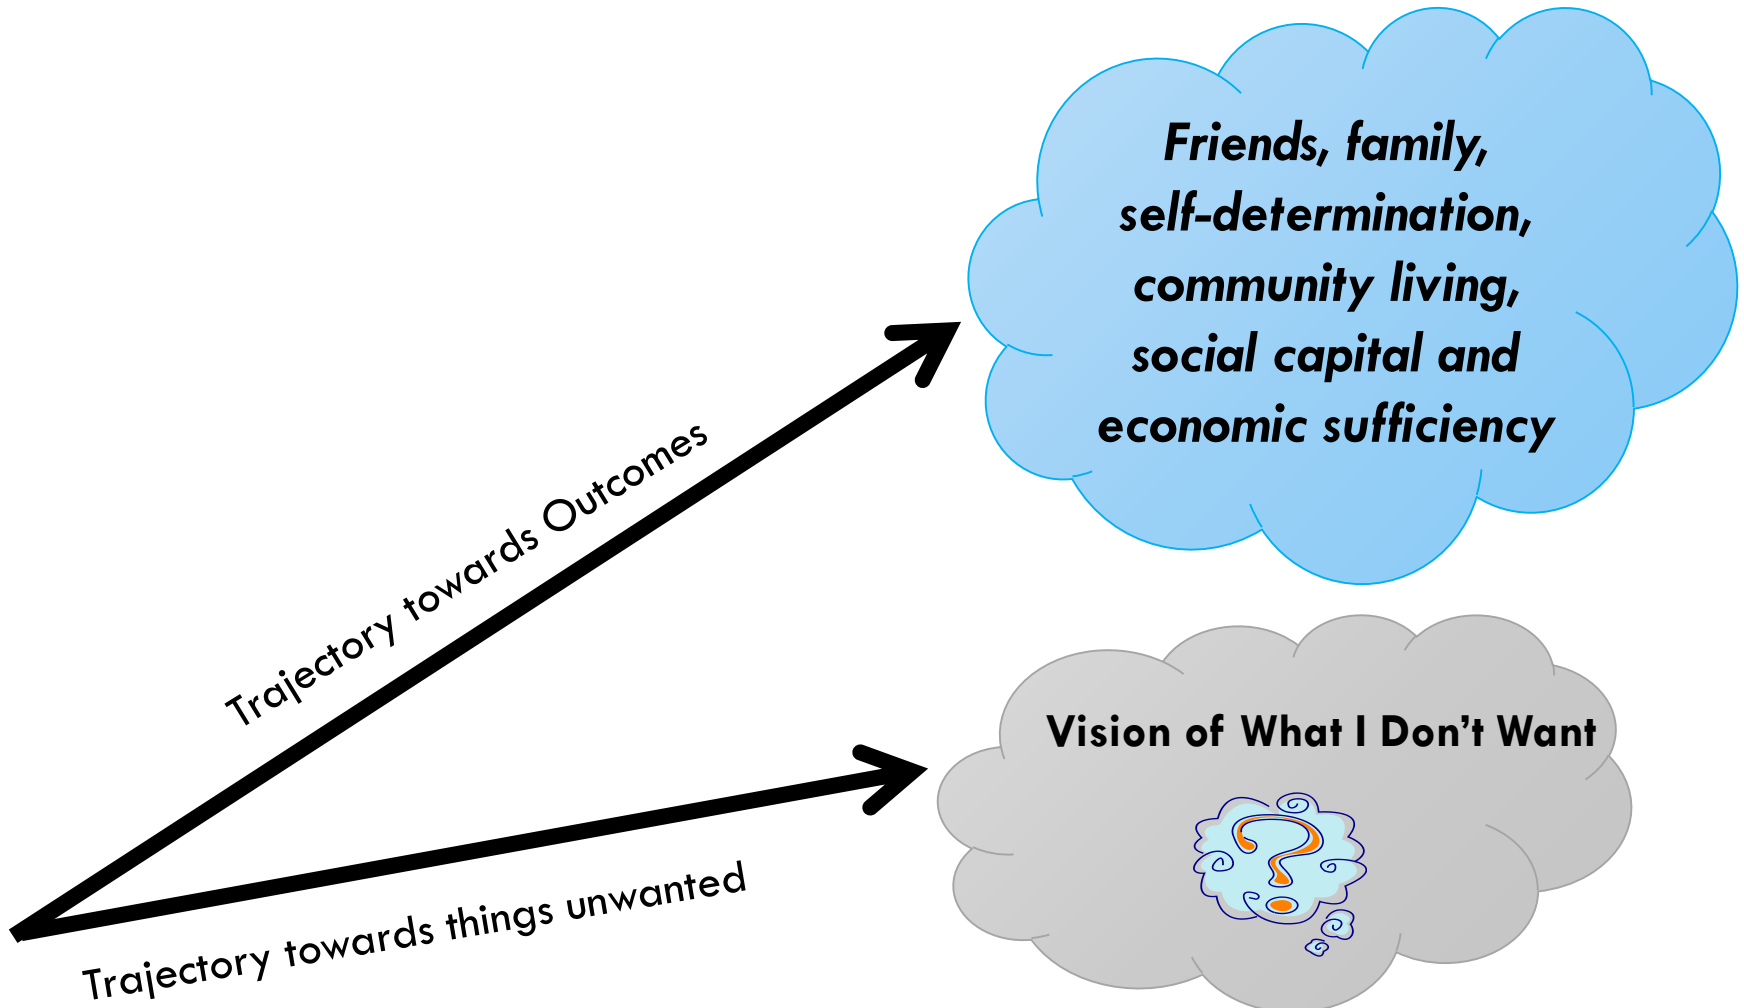 Friends, family,
self-determination,
community living,
social capital and
economic sufficiency
Trajectory towards Outcomes
Vision of What I Don't Want
?
Trajectory towards things unwanted